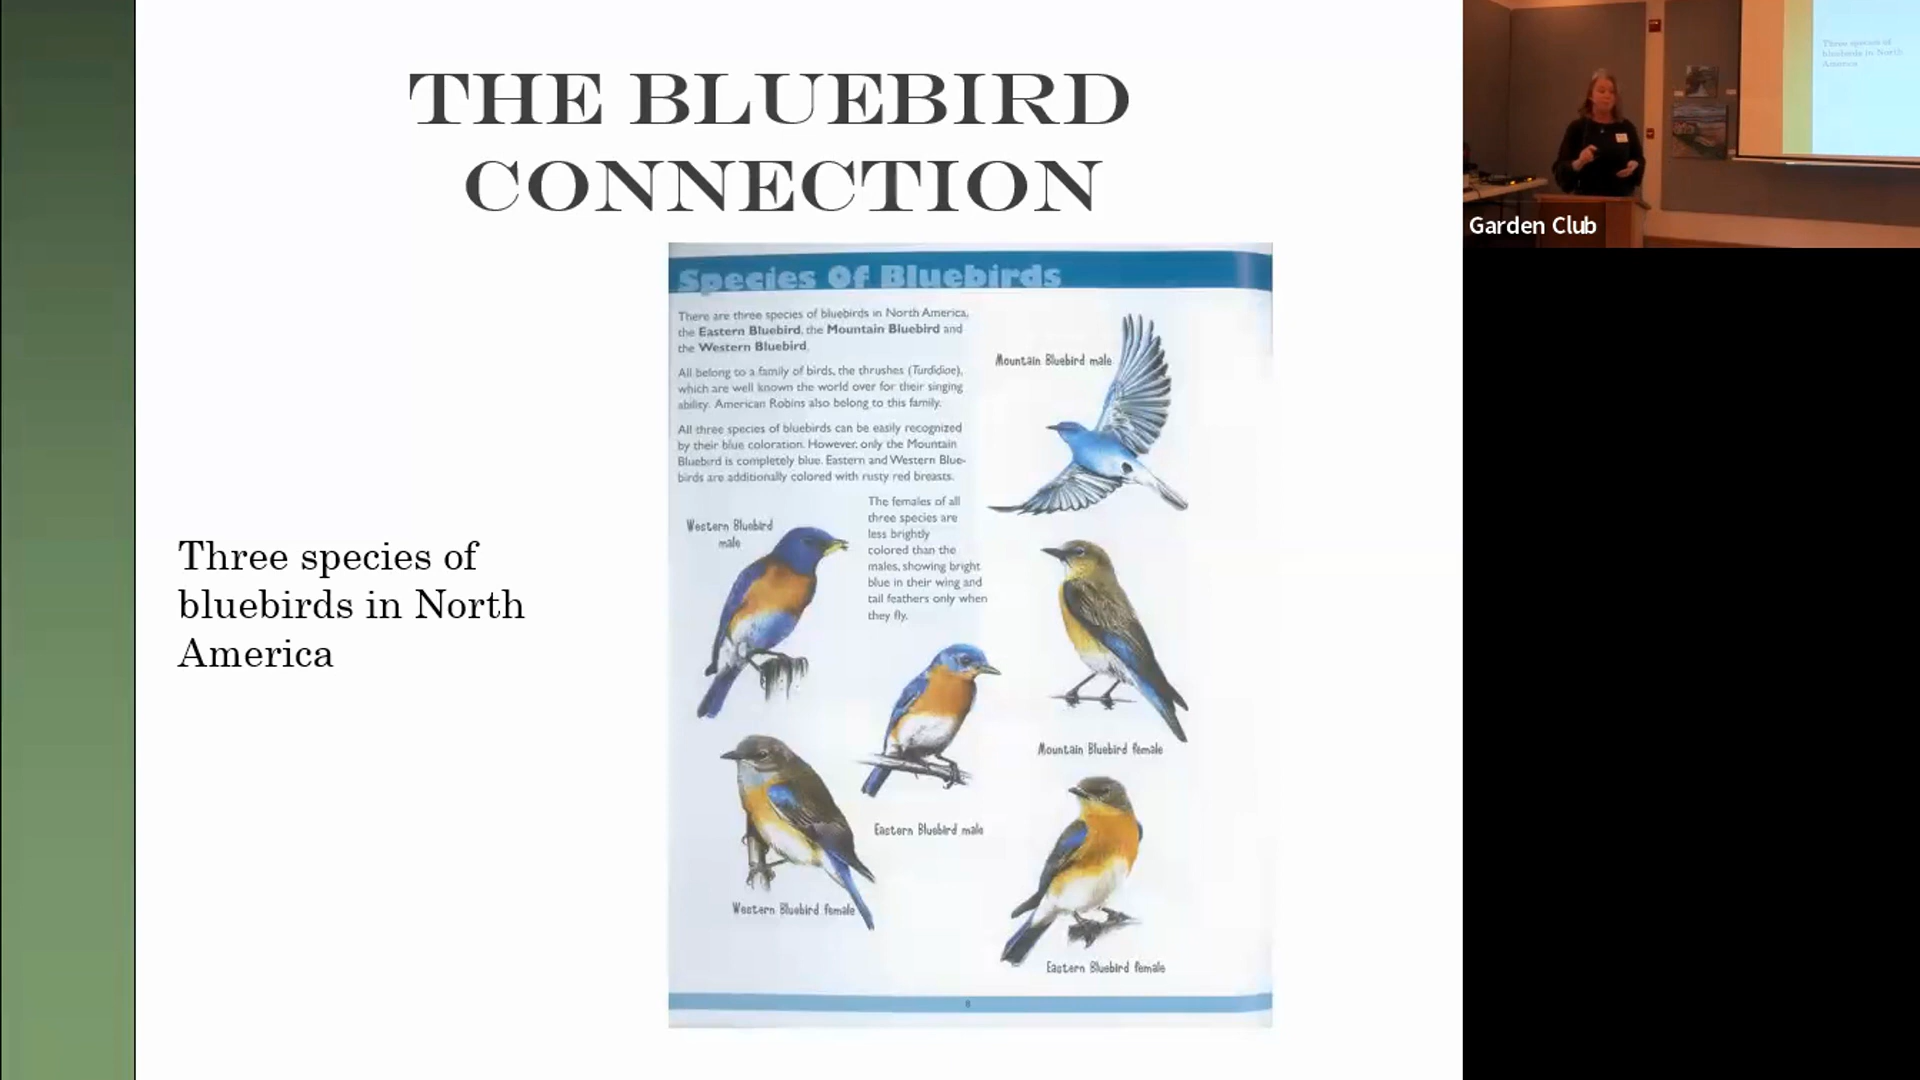 THE BLUEBIRD
CONNECTION
Three species of
bluebirds in North
America
Species Of Bluebirds
There are three species of bluebirds in North America,
the Eastern Bluebird, the Mountain Bluebird and
the Western Bluebird.
All belong to a family of birds, the thrushes (Turdidae),
which are well known the world over for their singing
ability. American Robins also belong to this family.
All three species of bluebirds can be easily recognized
by their blue coloration. However, only the Mountain
Bluebird is completely blue. Eastern and Western Blue-
birds are additionally colored with rusty red breasts.
The females of all
three species are
less brightly
colored than the
males, showing bright
blue in their wing and
tail feathers only when
they fly.
Mountain Bluebird male
Western Bluebird
male
Mountain Bluebird female
Eastern Bluebird male
Western Bluebird female
Eastern Bluebird female
Three species of
bluebirds in North
America
Garden Club